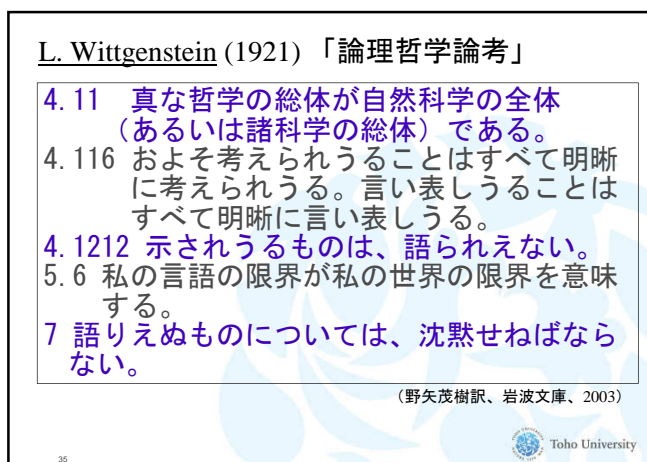 L. Wittgenstein (1921) 「論理哲学論考」
4.11 真な哲学の総体が自然科学の全体
（あるいは諸科学の総体）である。
4.116 およそ考えられうることはすべて明晰
に考えられうる。言い表しうることは
すべて明晰に言い表しうる。
4.1212 示されうるものは、語られえない。
5.6 私の言語の限界が私の世界の限界を意味
する。
7 語りえぬものについては、沈黙せねばなら
ない。
（野矢茂樹訳、岩波文庫、2003）
35
Toho University